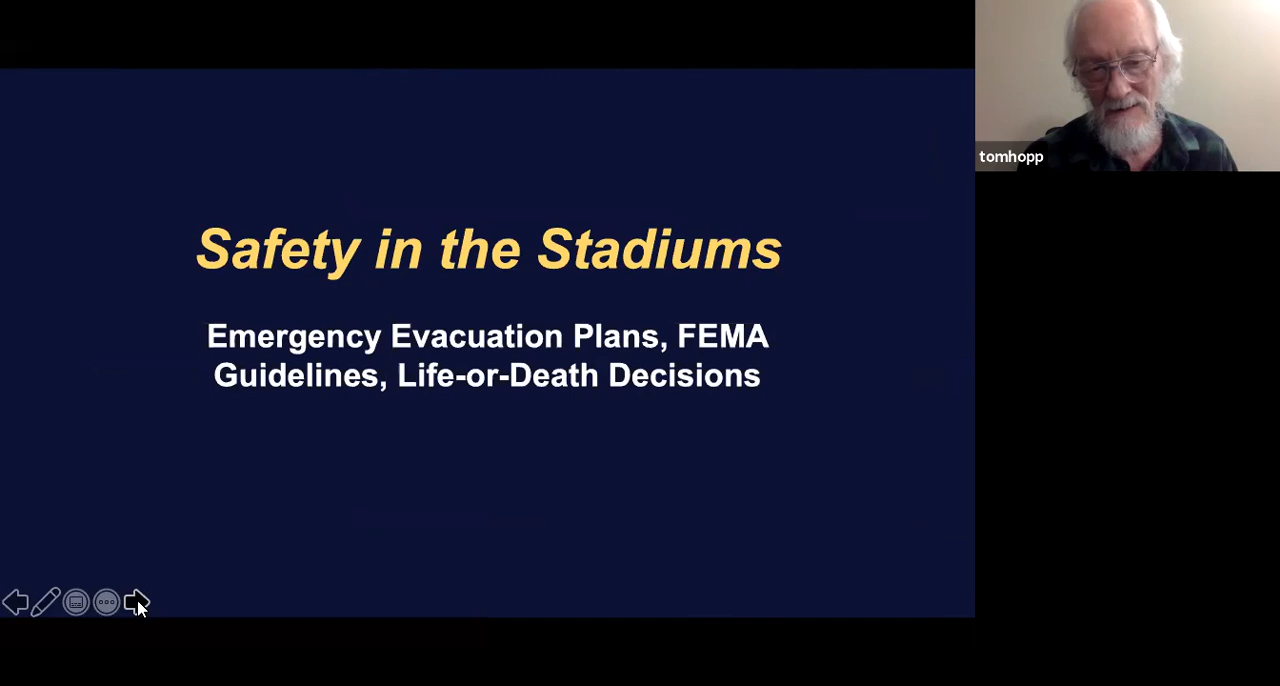 Safety in the Stadiums
Emergency Evacuation Plans, FEMA
Guidelines, Life-or-Death Decisions
tomhopp